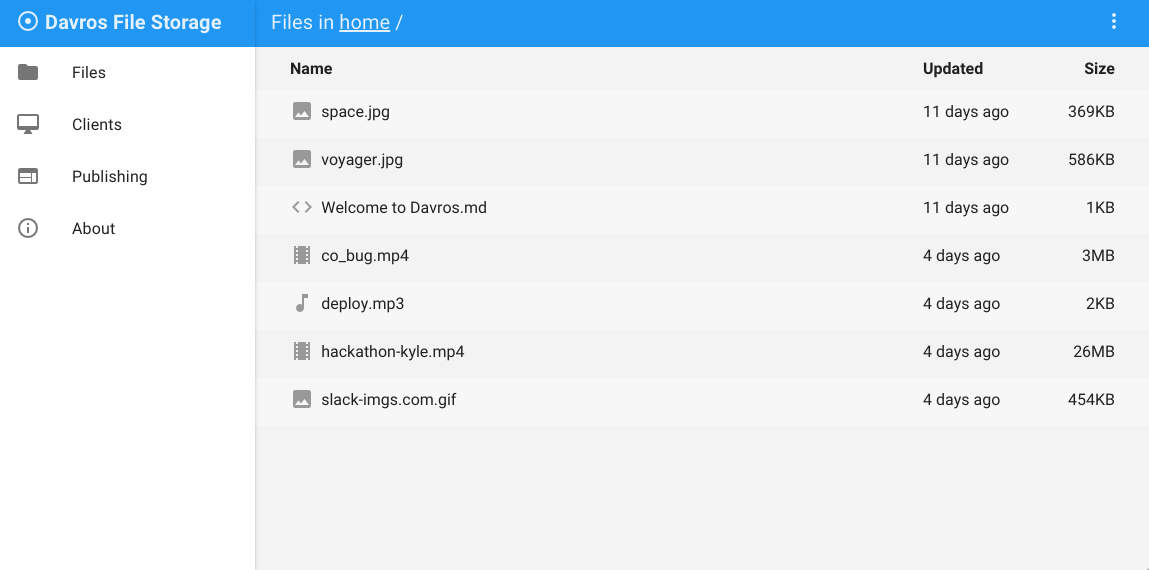 Davros File Storage
Files in home /
Files
Clients
Publishing
About
Name Updated Size
space.jpg 11 days ago 369KB
voyager.jpg 11 days ago 586KB
Welcome to Davros.md 11 days ago 1KB
co_bug.mp4 4 days ago 3MB
deploy.mp3 4 days ago 2KB
hackathon-kyle.mp4 4 days ago 26MB
slack-imgs.com.gif 4 days ago 454KB